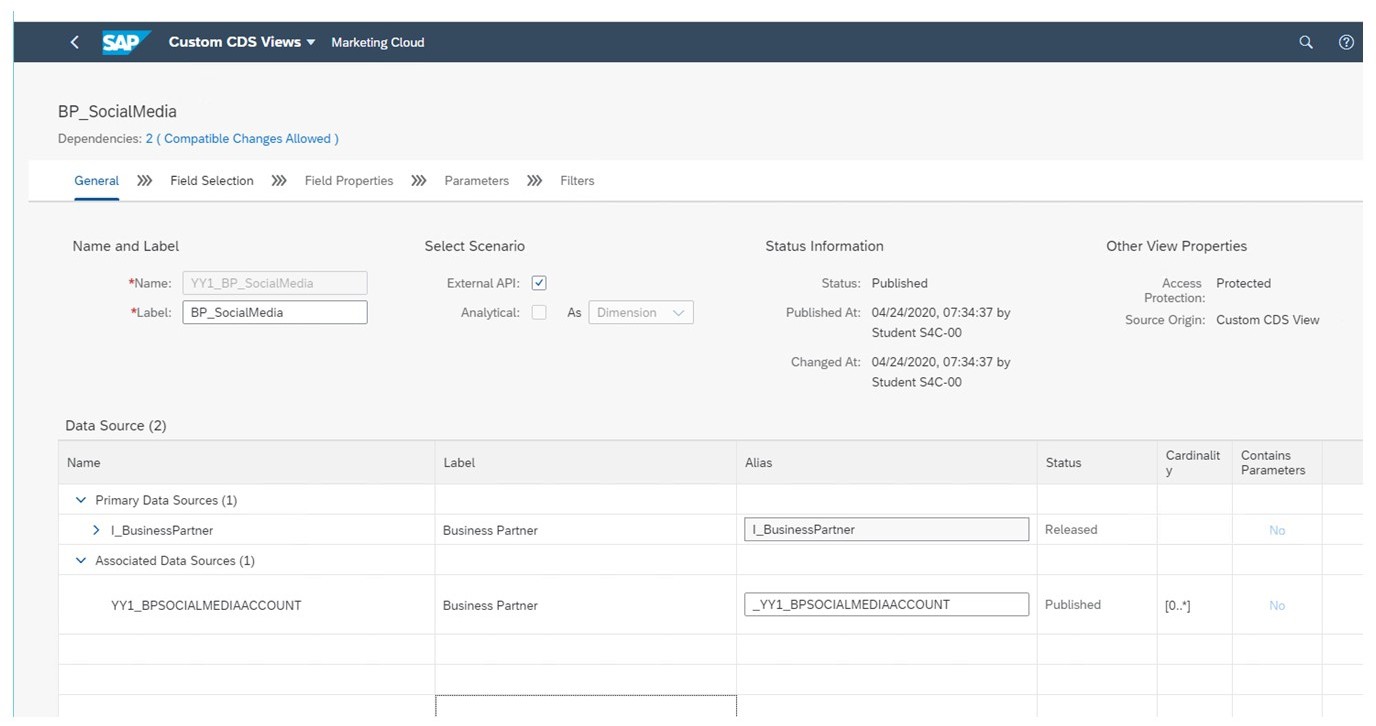 SAP Custom CDS Views Marketing Cloud
BP_SocialMedia
Dependencies: 2 ( Compatible Changes Allowed )
General Field Selection Field Properties Parameters Filters
Name and Label
*Name: YY1_BP_SocialMedia
*Label: BP_SocialMedia
Select Scenario
External API:
Analytical: As Dimension
Status Information
Status: Published
Published At: 04/24/2020, 07:34:37 by
Student S4C-00
Changed At: 04/24/2020, 07:34:37 by
Student S4C-00
Other View Properties
Access
Protection: Protected
Source Origin: Custom CDS View
Data Source (2)
Name Label Alias Status Cardinalit
y Contains
Parameters
Primary Data Sources (1)
I_BusinessPartner Business Partner I_BusinessPartner Released No
Associated Data Sources (1)
YY1_BPSOCIALMEDIAACCOUNT Business Partner _YY1_BPSOCIALMEDIAACCOUNT Published [0..*] No